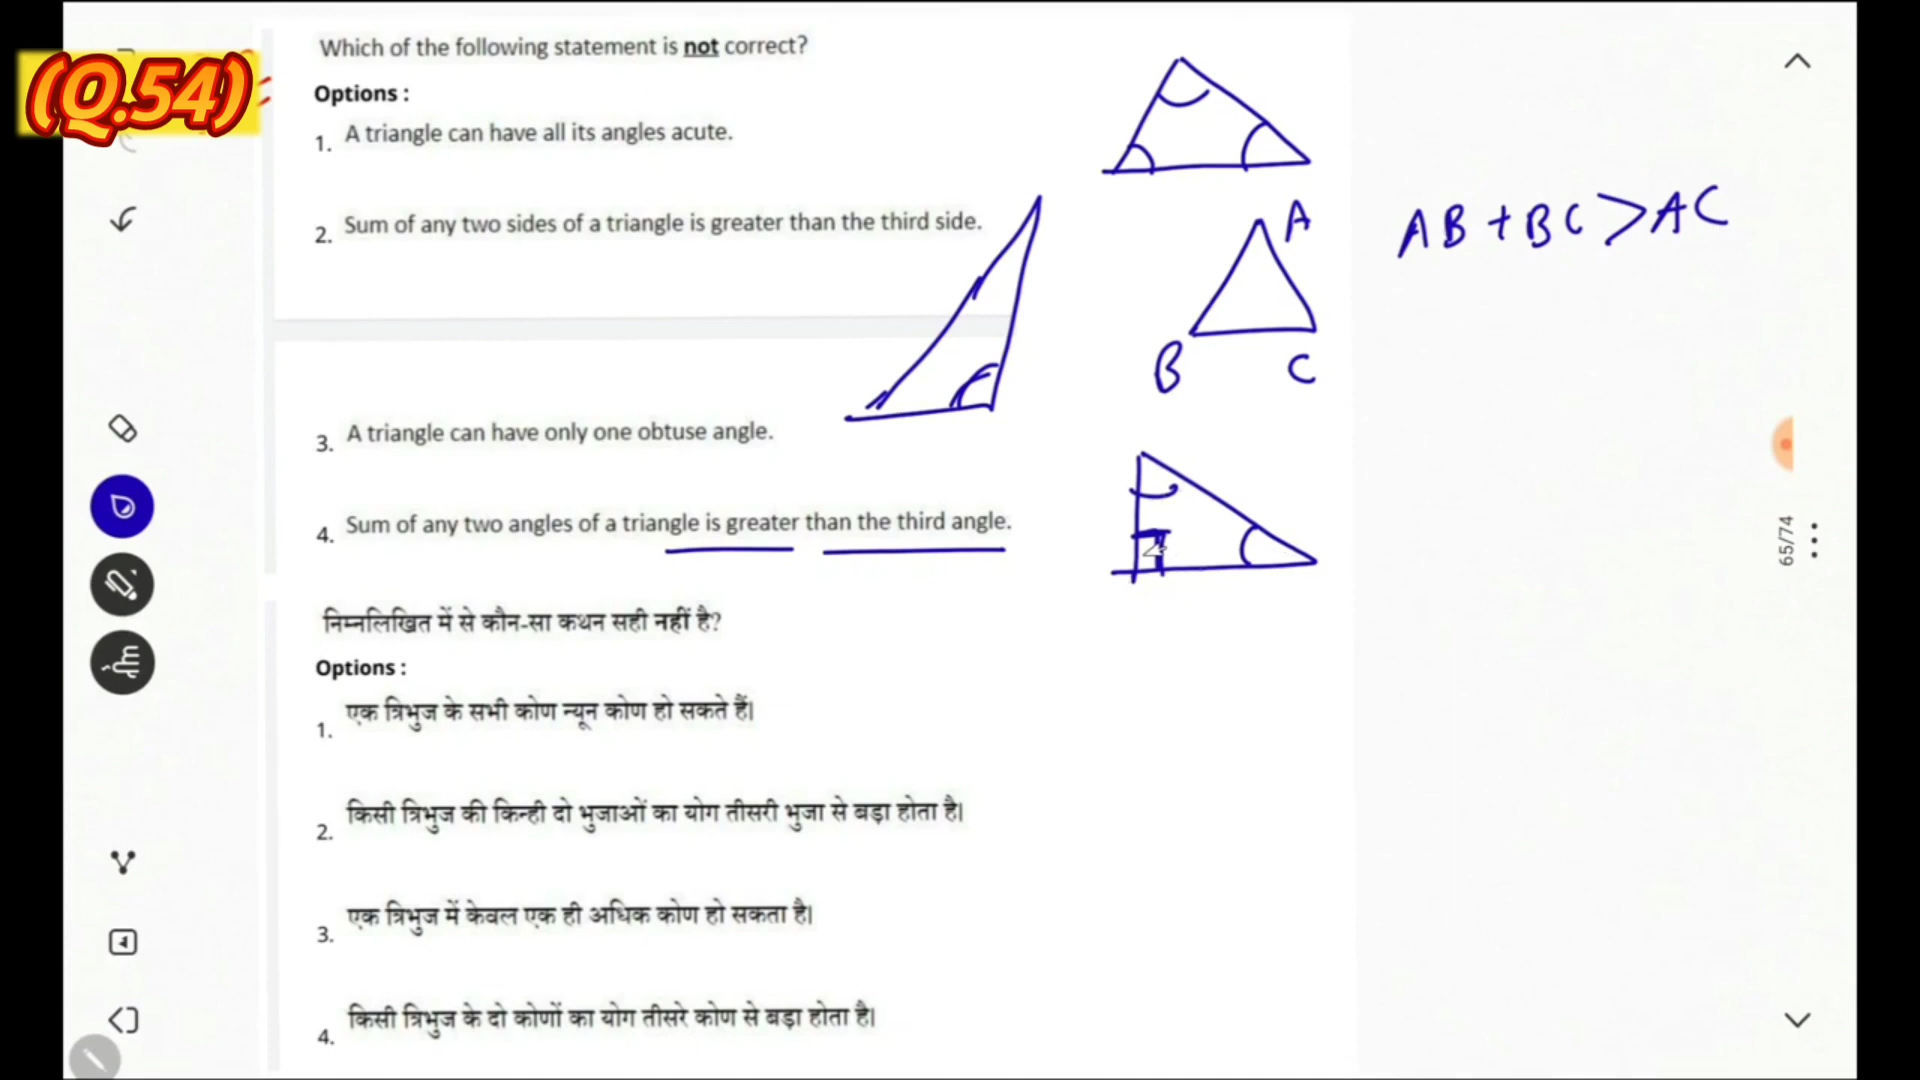 (Q.54)
Which of the following statement is not correct?
Options :
1. A triangle can have all its angles acute.
2. Sum of any two sides of a triangle is greater than the third side.
A
AB + BC > AC
B
C
3. A triangle can have only one obtuse angle.
4. Sum of any two angles of a triangle is greater than the third angle.
65/74
निम्नलिखित में से कौन-सा कथन सही नहीं है?
Options :
1. एक त्रिभुज के सभी कोण न्यून कोण हो सकते हैं।
2. किसी त्रिभुज की किन्ही दो भुजाओं का योग तीसरी भुजा से बड़ा होता है।
3. एक त्रिभुज में केवल एक ही अधिक कोण हो सकता है।
4. किसी त्रिभुज के दो कोणों का योग तीसरे कोण से बड़ा होता है।